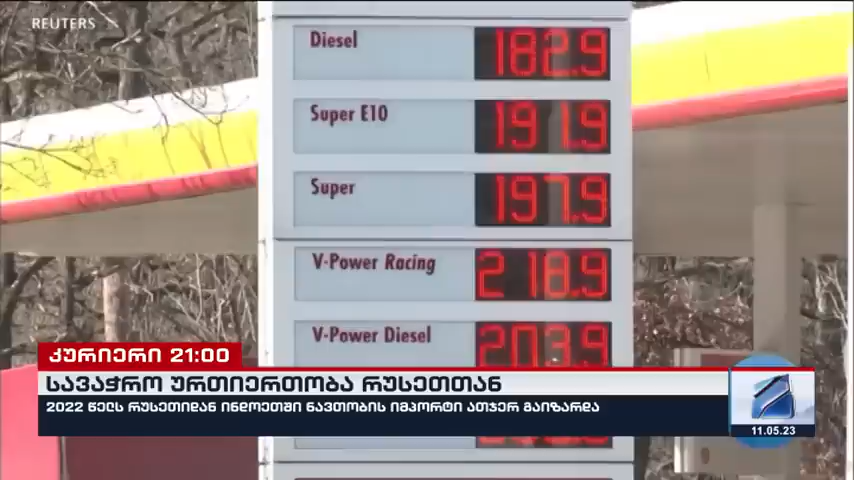 REUTERS
Diesel 182.9
Super E10 191.9
Super 197.9
V-Power Racing 218.9
V-Power Diesel 203.9
კურიერი 21:00
სავაჭრო ურთიერთობა რუსეთთან
2022 წელს რუსეთიდან ინდოეთში ნავთობის იმპორტი ათჯერ გაიზარდა
11.05.23